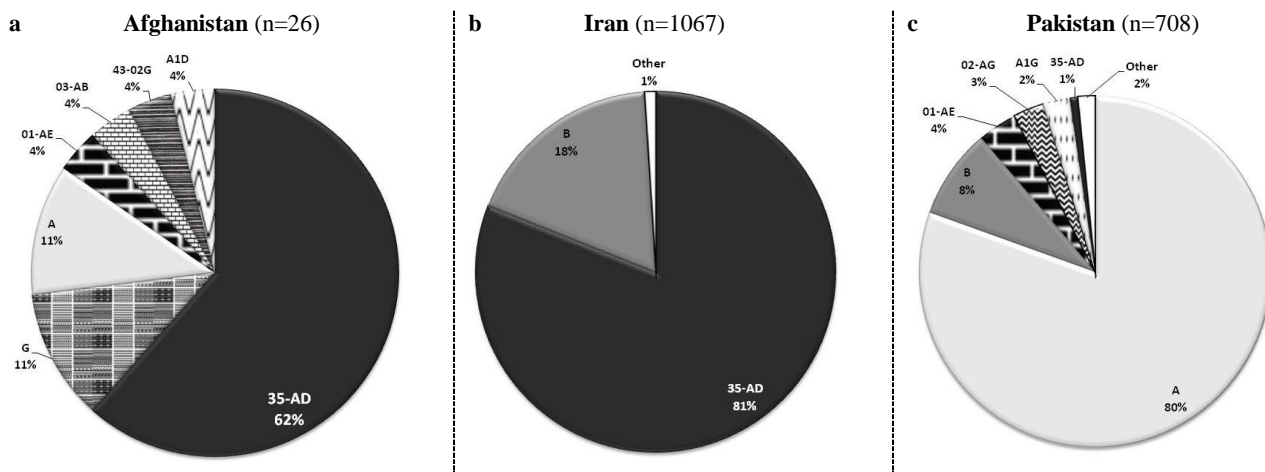 a Afghanistan (n=26)
A1D
4%
43-02G
4%
03-AB
4%
01-AE
4%
A
11%
G
11%
35-AD
62%
b Iran (n=1067)
Other
1%
B
18%
35-AD
81%
c Pakistan (n=708)
02-AG
3%
A1G
2%
35-AD
1%
Other
2%
01-AE
4%
B
8%
A
80%